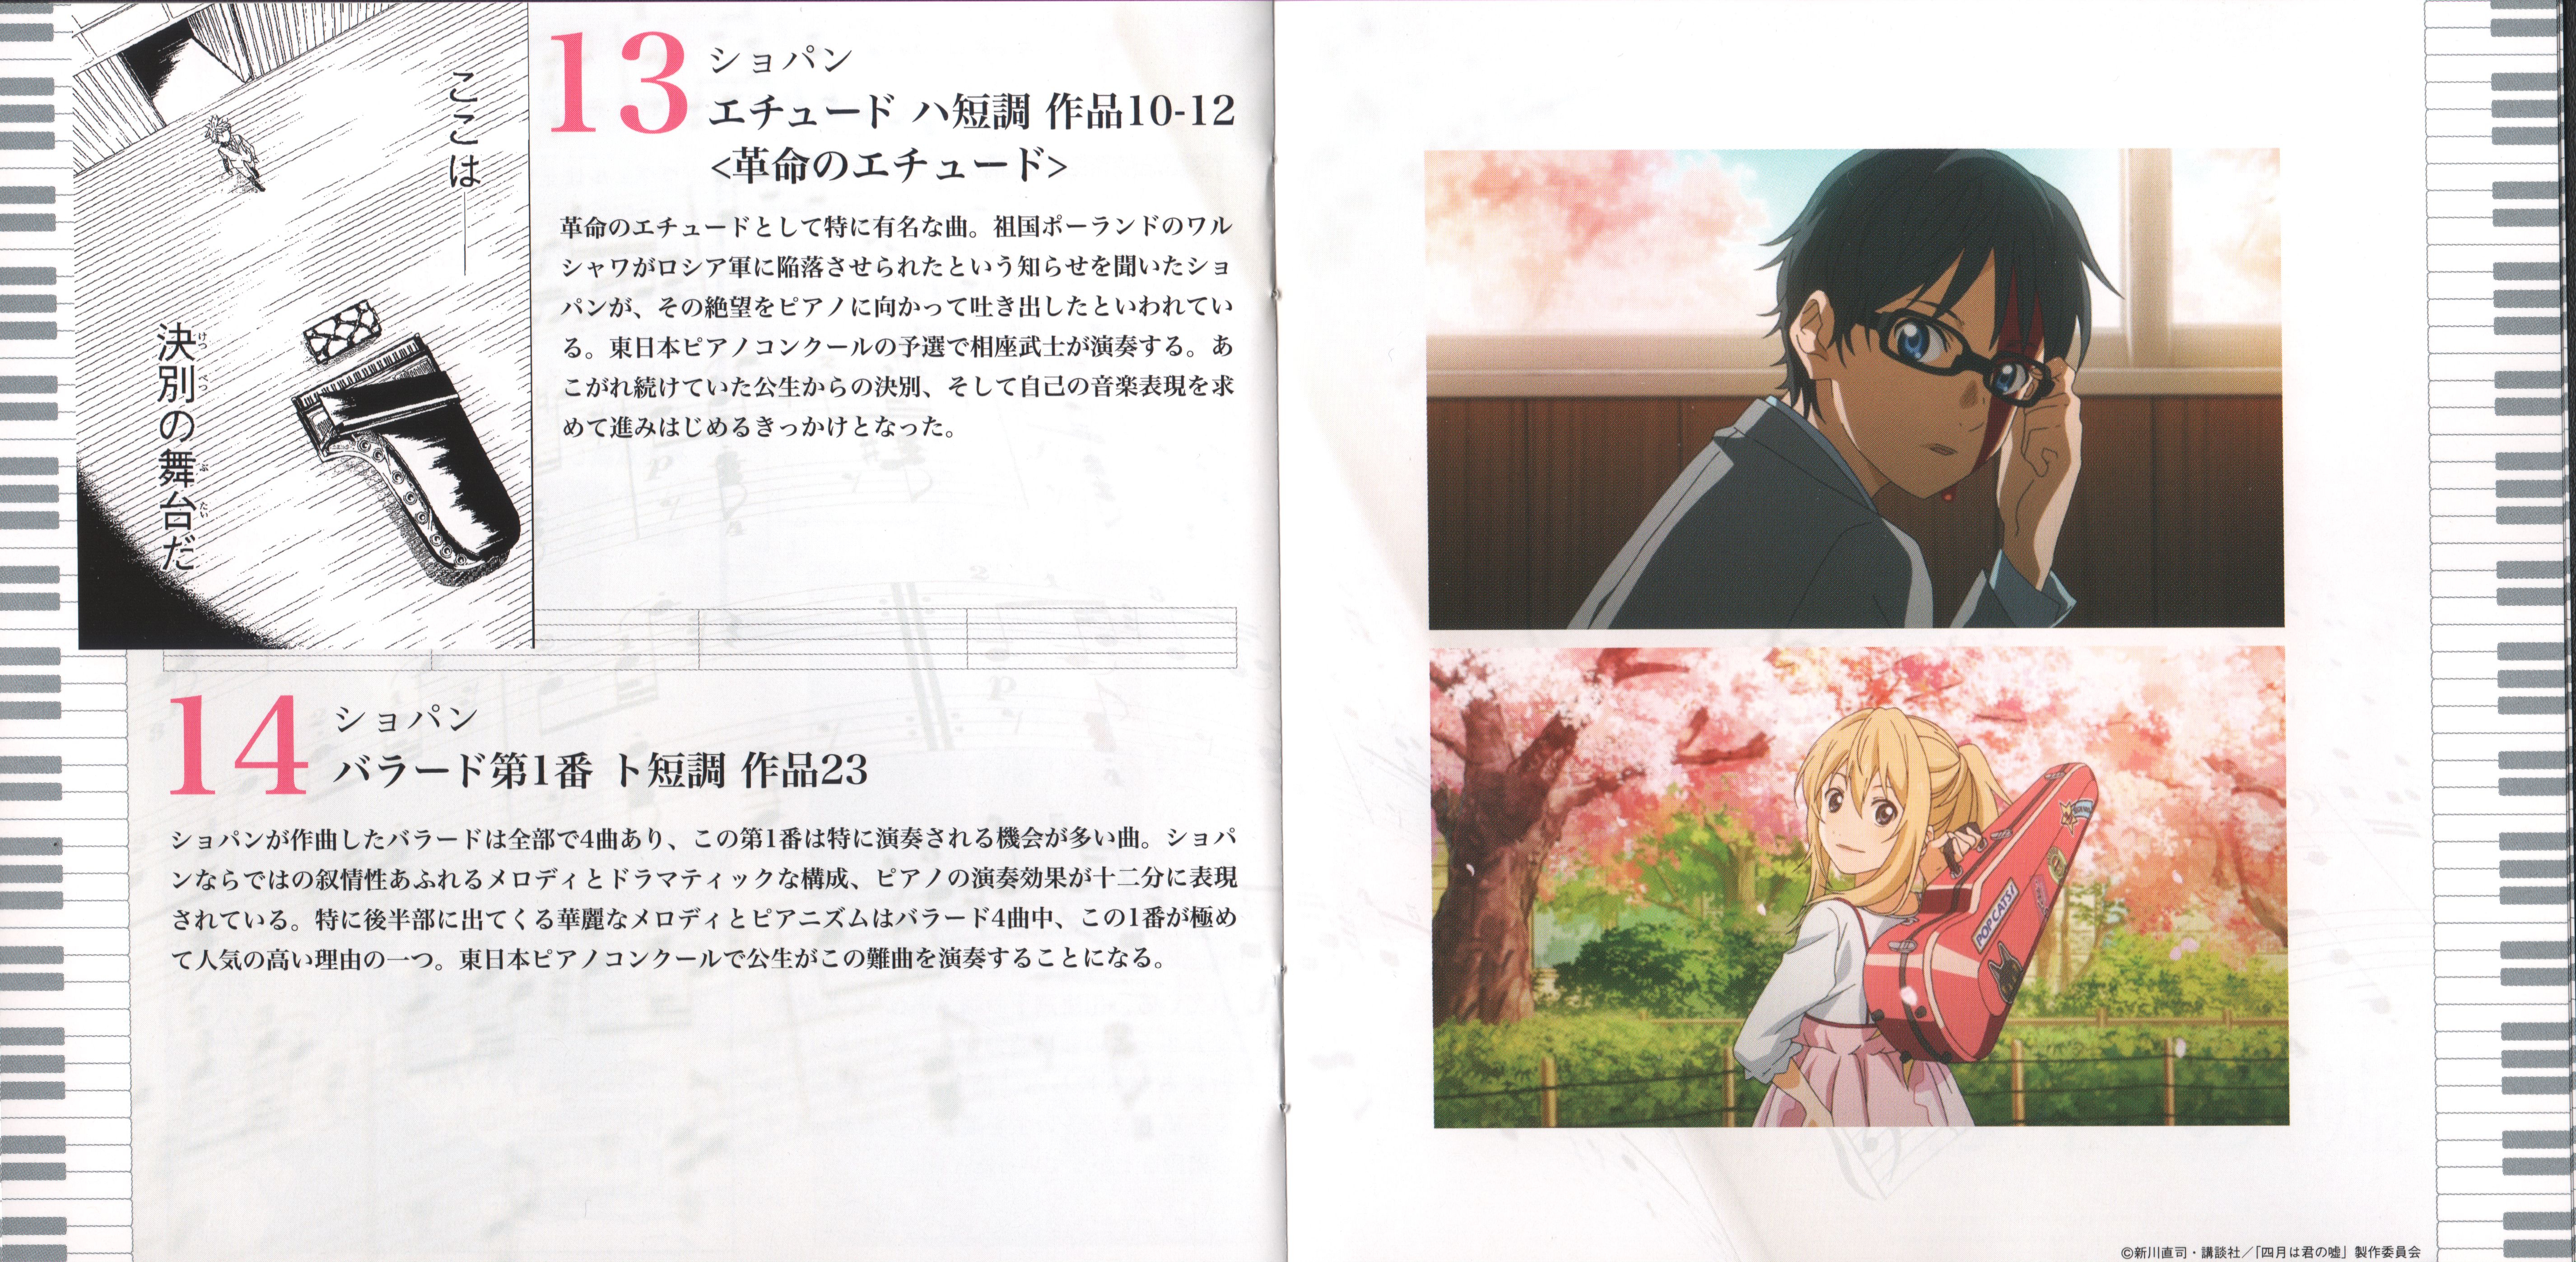 ここは
決別の舞台だ
けつ べつ ぶ たい
13
ショパン
エチュード ハ短調 作品10-12
<革命のエチュード>
革命のエチュードとして特に有名な曲。祖国ポーランドのワル
シャワがロシア軍に陥落させられたという知らせを聞いたショ
パンが、その絶望をピアノに向かって吐き出したといわれてい
る。東日本ピアノコンクールの予選で相座武士が演奏する。あ
こがれ続けていた公生からの決別、そして自己の音楽表現を求
めて進みはじめるきっかけとなった。
14
ショパン
バラード第1番 ト短調 作品23
ショパンが作曲したバラードは全部で4曲あり、この第1番は特に演奏される機会が多い曲。ショパ
ンならではの叙情性あふれるメロディとドラマティックな構成、ピアノの演奏効果が十二分に表現
されている。特に後半部に出てくる華麗なメロディとピアニズムはバラード4曲中、この1番が極め
て人気の高い理由の一つ。東日本ピアノコンクールで公生がこの難曲を演奏することになる。
POPCATS!
©新川直司・講談社／「四月は君の嘘」製作委員会